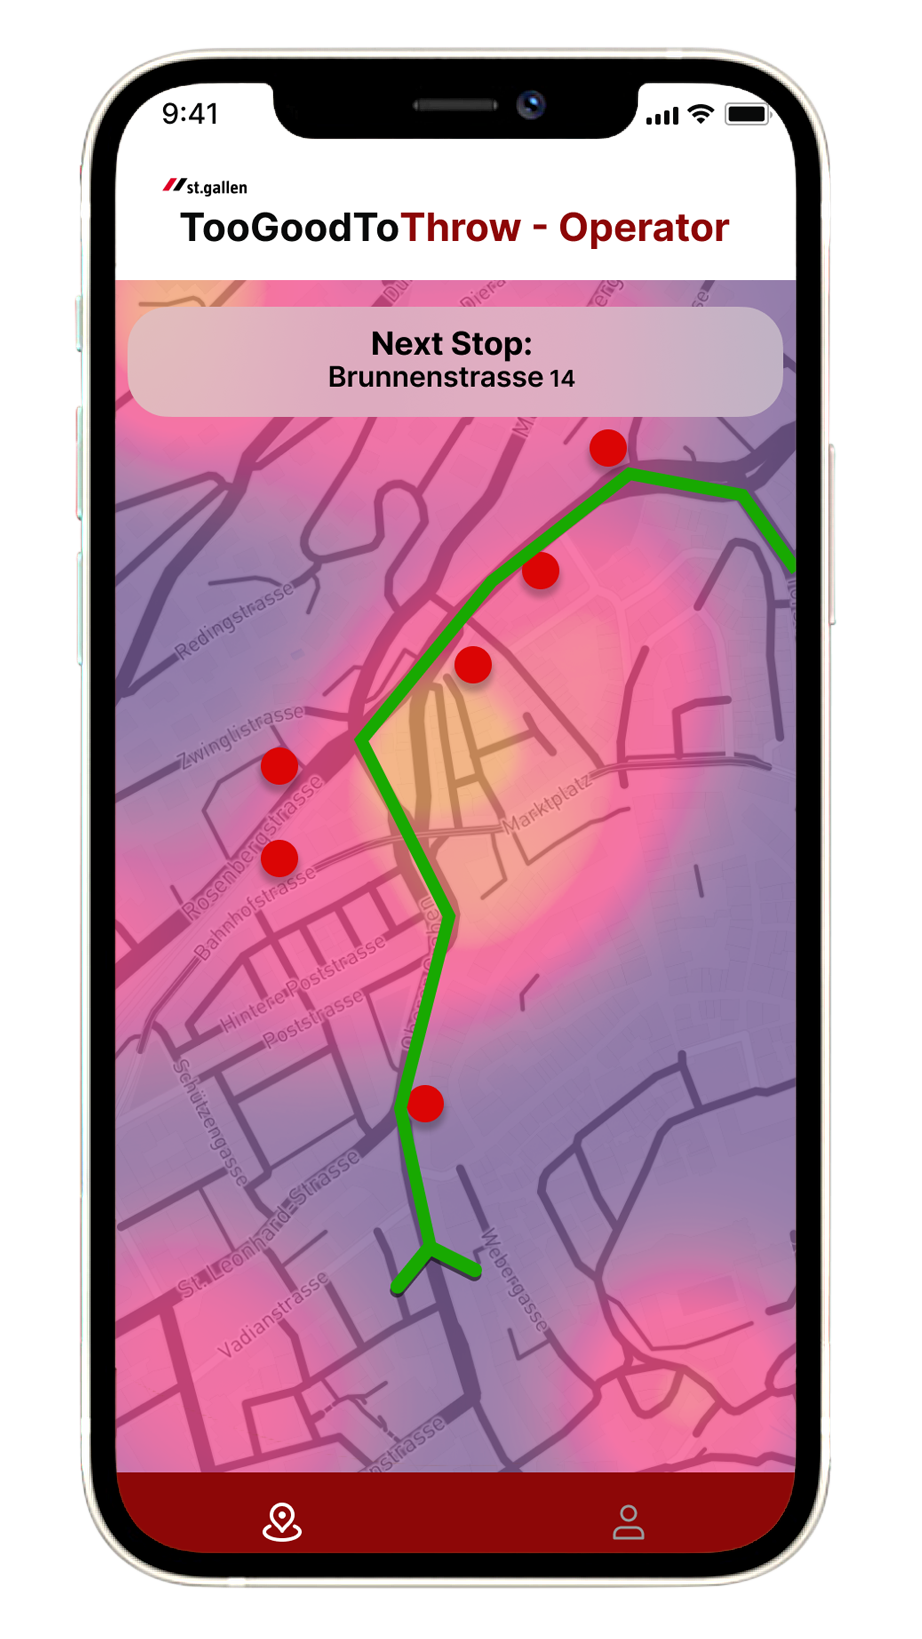 9:41
st.gallen
TooGoodToThrow - Operator
Next Stop:
Brunnenstrasse 14
Redingstrasse
Zwinglistrasse
Rosenbergstrasse
Marktplatz
Bahnhofstrasse
Hintere Poststrasse
Poststrasse
Schützengasse
St. Leonhard-Strasse
Webergasse
Vadianstrasse